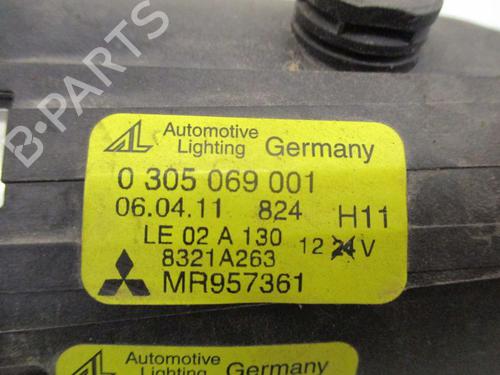 B-PARTS
AL Automotive Lighting Germany
0 305 069 001
06.04.11 824 H11
LE 02 A 130 12 24 V
8321A263
MR957361
AL Automotive Lighting Germany